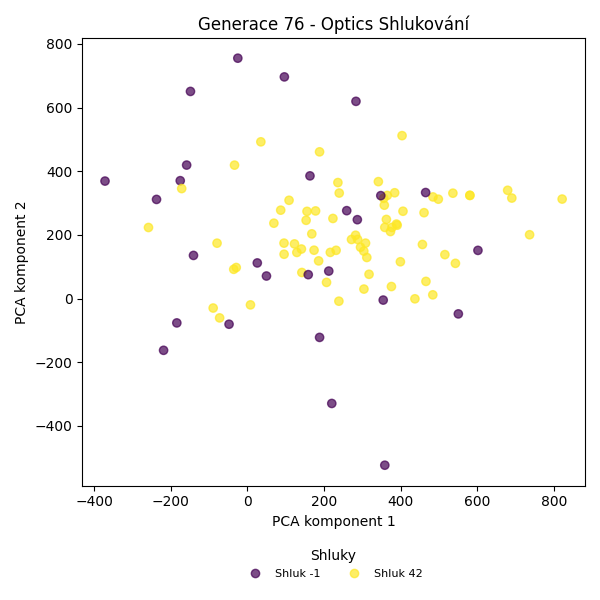 Generace 76 - Optics Shlukování
800
600
400
200
0
−200
−400
PCA komponent 2
−400 −200 0 200 400 600 800
PCA komponent 1
Shluky
Shluk -1 Shluk 42